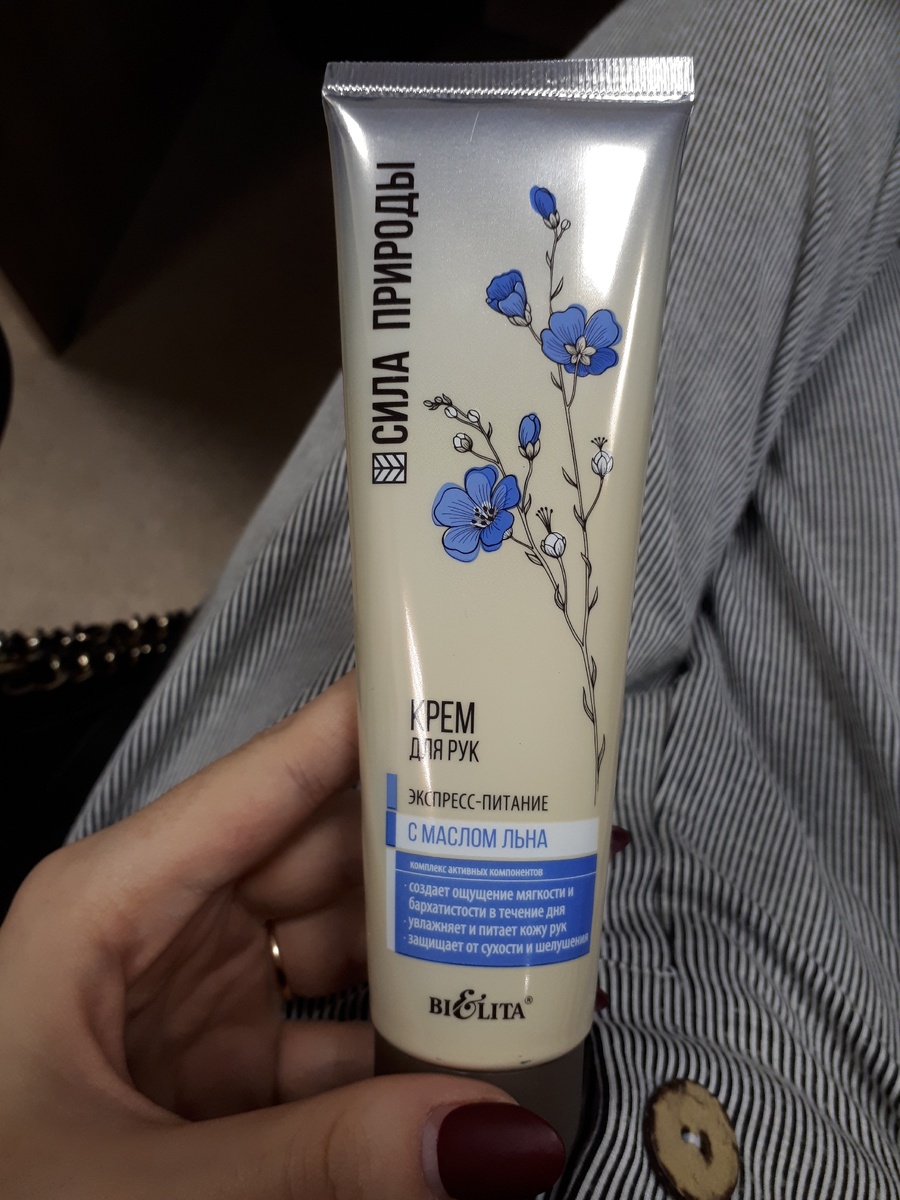 СИЛА ПРИРОДЫ
КРЕМ
ДЛЯ РУК
ЭКСПРЕСС-ПИТАНИЕ
С МАСЛОМ ЛЬНА
КОМПЛЕКС АКТИВНЫХ КОМПОНЕНТОВ
· создает ощущение мягкости и
бархатистости в течение дня
· увлажняет и питает кожу рук
· защищает от сухости и шелушения
BIELITA®